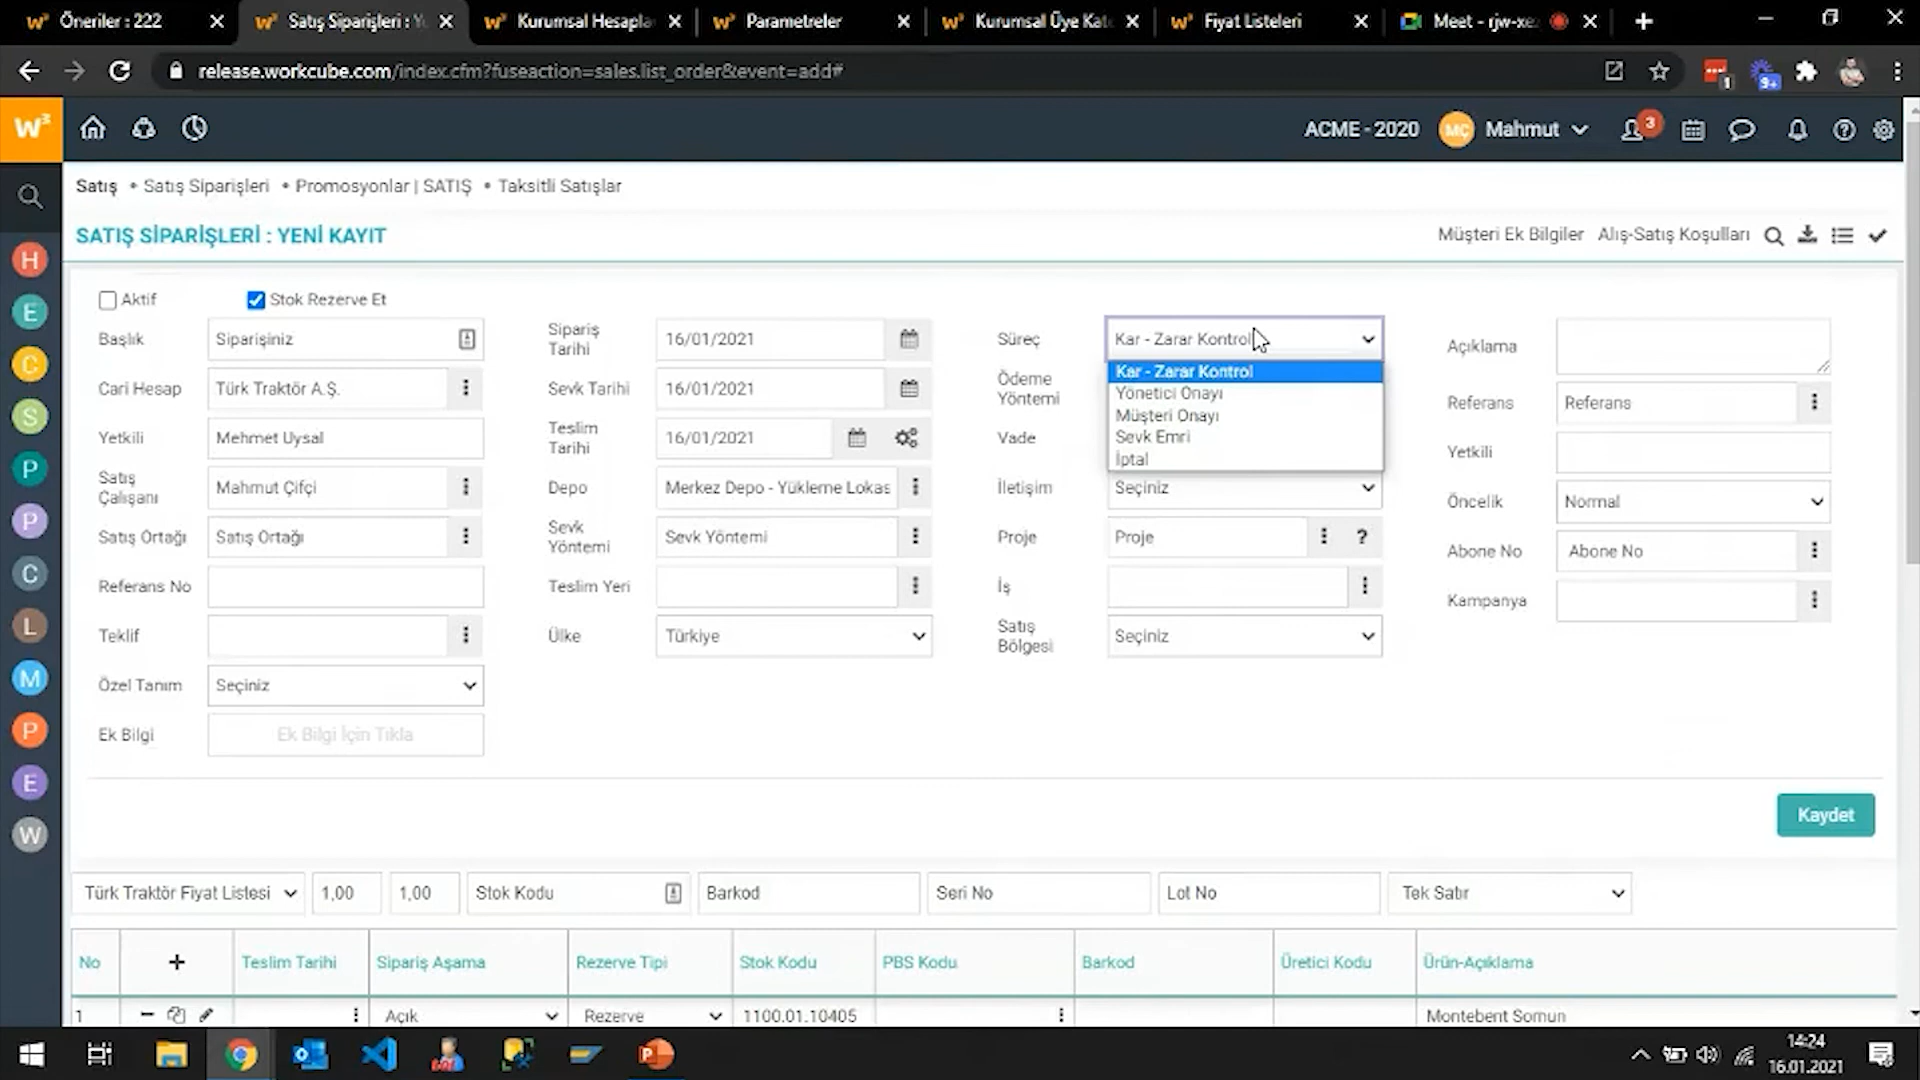 Öneriler : 222
Satış Siparişleri : Y
Kurumsal Hesapla
Parametreler
Kurumsal Üye Kat
Fiyat Listeleri
Meet - rjw-xe
release.workcube.com/index.cfm?fuseaction=sales.list_order&event=add#
1
9+
W³
ACME - 2020
MÇ
Mahmut
3
Satış • Satış Siparişleri • Promosyonlar | SATIŞ • Taksitli Satışlar
SATIŞ SİPARİŞLERİ : YENİ KAYIT
Müşteri Ek Bilgiler
Alış-Satış Koşulları
H
E
C
S
P
P
C
L
M
P
E
W
Aktif
Stok Rezerve Et
Başlık
Siparişiniz
Cari Hesap
Türk Traktör A.Ş.
Yetkili
Mehmet Uysal
Satış Çalışanı
Mahmut Çifçi
Satış Ortağı
Satış Ortağı
Referans No
Teklif
Özel Tanım
Seçiniz
Ek Bilgi
Ek Bilgi İçin Tıkla
Sipariş Tarihi
16/01/2021
Sevk Tarihi
16/01/2021
Teslim Tarihi
16/01/2021
Depo
Merkez Depo - Yükleme Lokas
Sevk Yöntemi
Sevk Yöntemi
Teslim Yeri
Ülke
Türkiye
Süreç
Kar - Zarar Kontrol
Kar - Zarar Kontrol
Yönetici Onayı
Müşteri Onayı
Sevk Emri
İptal
Ödeme Yöntemi
Vade
İletişim
Seçiniz
Proje
Proje
?
İş
Satış Bölgesi
Seçiniz
Açıklama
Referans
Referans
Yetkili
Öncelik
Normal
Abone No
Abone No
Kampanya
Kaydet
Türk Traktör Fiyat Listesi
1,00
1,00
Stok Kodu
Barkod
Seri No
Lot No
Tek Satır
No
+
Teslim Tarihi
Sipariş Aşama
Rezerve Tipi
Stok Kodu
PBS Kodu
Barkod
Üretici Kodu
Ürün-Açıklama
1
Açık
Rezerve
1100.01.10405
Montebent Somun
14:24
16.01.2021